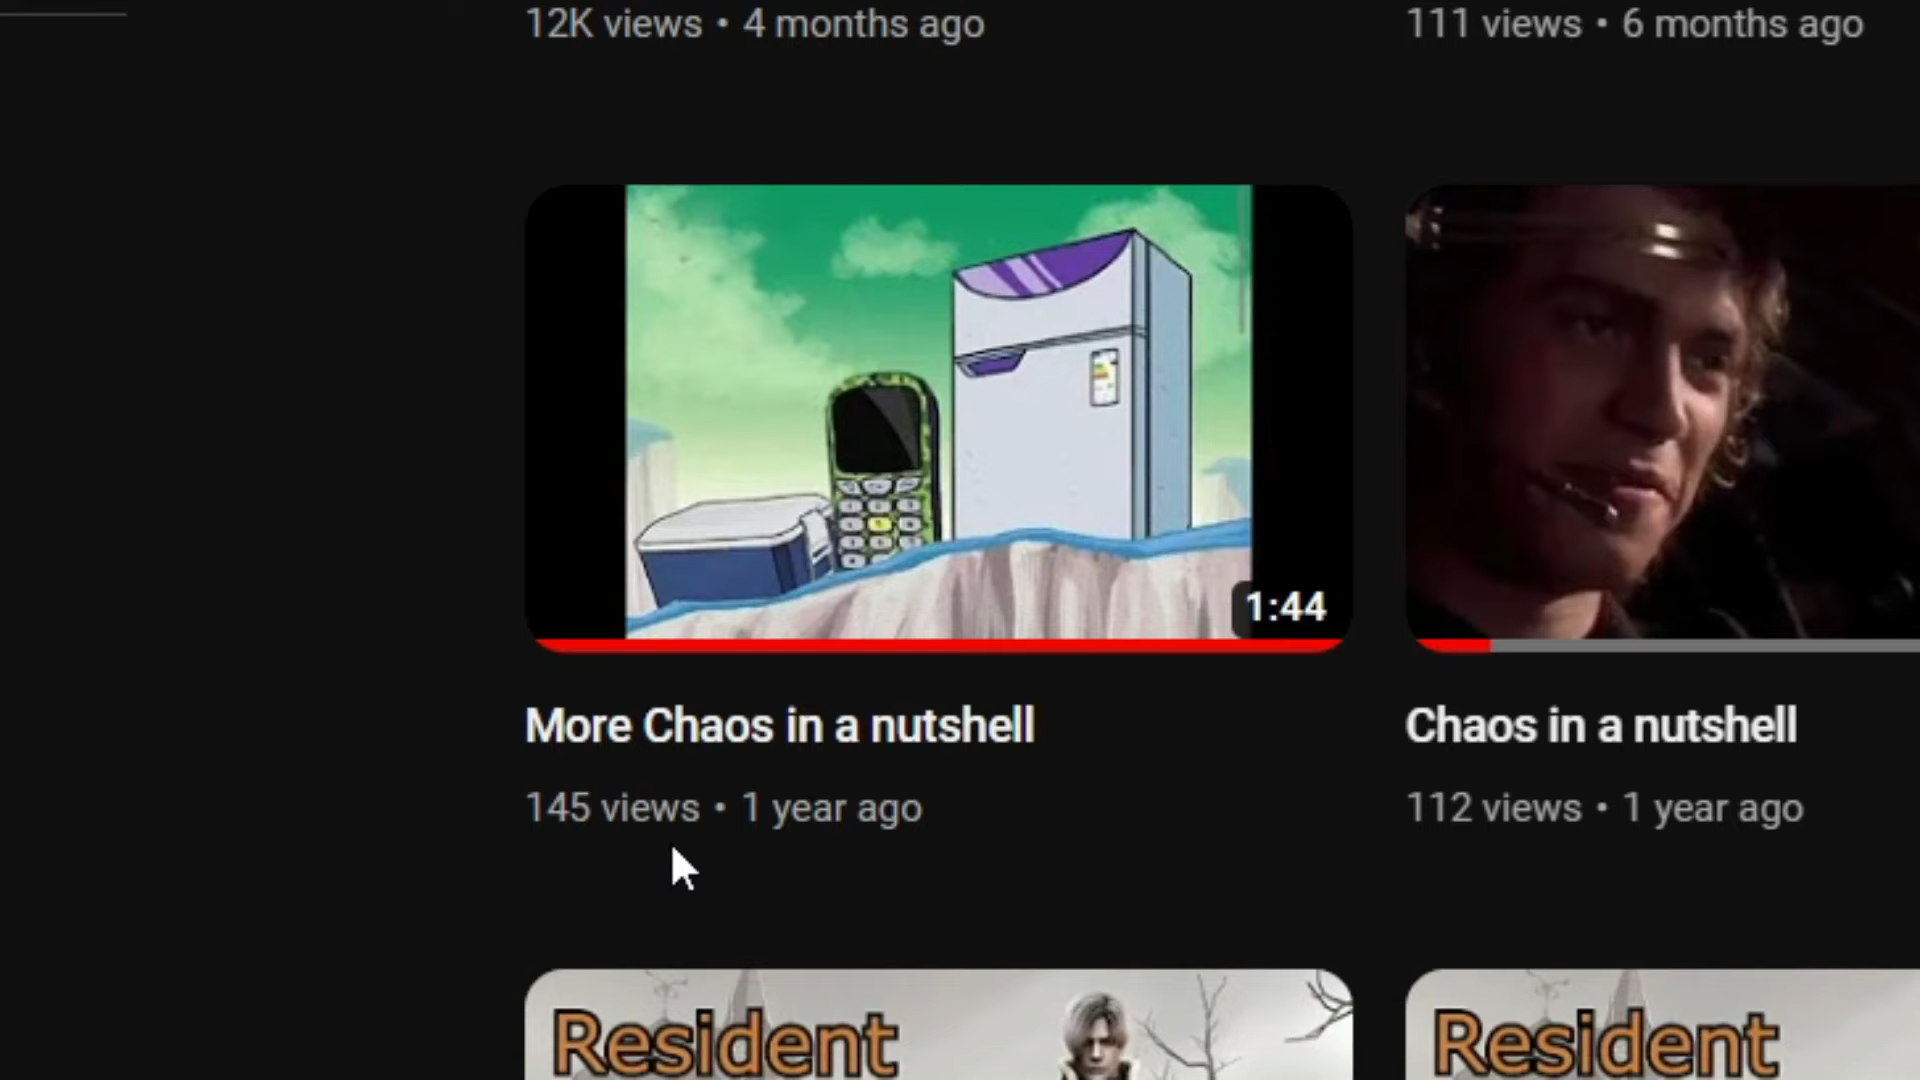 12K views • 4 months ago
111 views • 6 months ago
1:44
More Chaos in a nutshell
Chaos in a nutshell
145 views • 1 year ago
112 views • 1 year ago
Resident
Resident